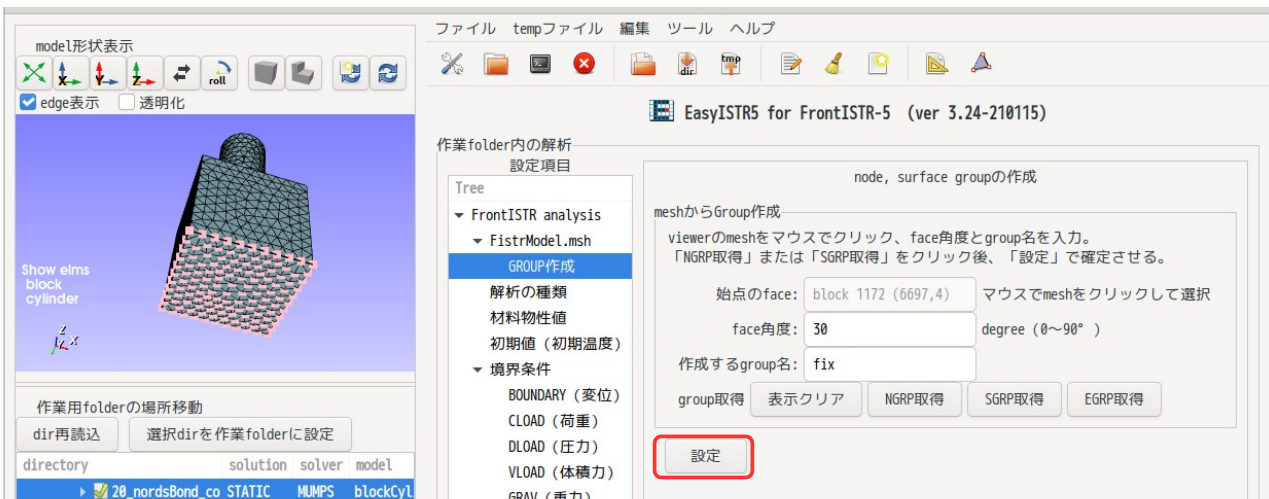 model形状表示
X Y Z roll
edge表示 透明化
Show elms
block
cylinder
Z X
作業用folderの場所移動
dir再読込 選択dirを作業folderに設定
directory solution solver model
20_nordsBond_co STATIC MUMPS blockCyl
ファイル tempファイル 編集 ツール ヘルプ
dir tmp
EasyISTR5 for FrontISTR-5 (ver 3.24-210115)
作業folder内の解析
設定項目
Tree
FrontISTR analysis
FistrModel.msh
GROUP作成
解析の種類
材料物性値
初期値 (初期温度)
境界条件
BOUNDARY (変位)
CLOAD (荷重)
DLOAD (圧力)
VLOAD (体積力)
GRAV (重力)
node, surface groupの作成
meshからGroup作成
viewerのmeshをマウスでクリック、face角度とgroup名を入力。
「NGRP取得」または「SGRP取得」をクリック後、「設定」で確定させる。
始点のface: block 1172 (6697,4) マウスでmeshをクリックして選択
face角度: 30 degree (0～90° )
作成するgroup名: fix
group取得 表示クリア NGRP取得 SGRP取得 EGRP取得
設定